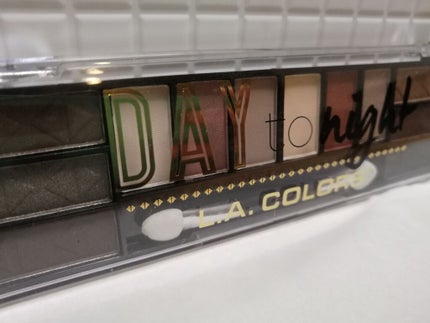 DAY to night
L.A. COLORS